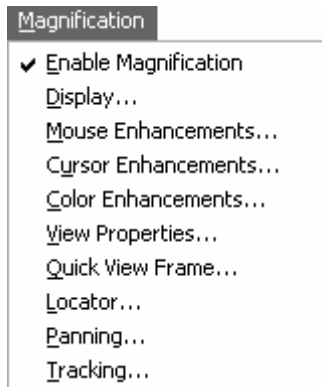 Magnification
Enable Magnification
Display...
Mouse Enhancements...
Cursor Enhancements...
Color Enhancements...
View Properties...
Quick View Frame...
Locator...
Panning...
Tracking...